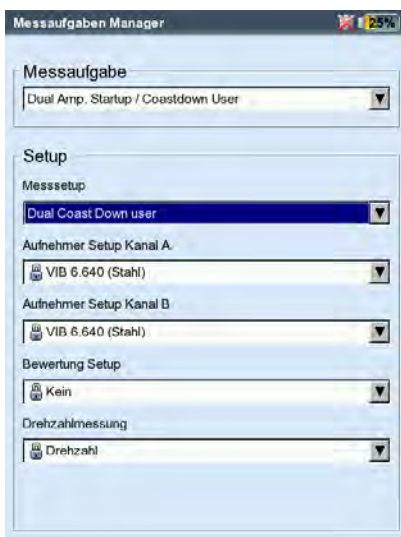 Messaufgaben Manager 25%
Messaufgabe
Dual Amp. Startup / Coastdown User
Setup
Messsetup
Dual Coast Down user
Aufnehmer Setup Kanal A
VIB 6.640 (Stahl)
Aufnehmer Setup Kanal B
VIB 6.640 (Stahl)
Bewertung Setup
Kein
Drehzahlmessung
Drehzahl